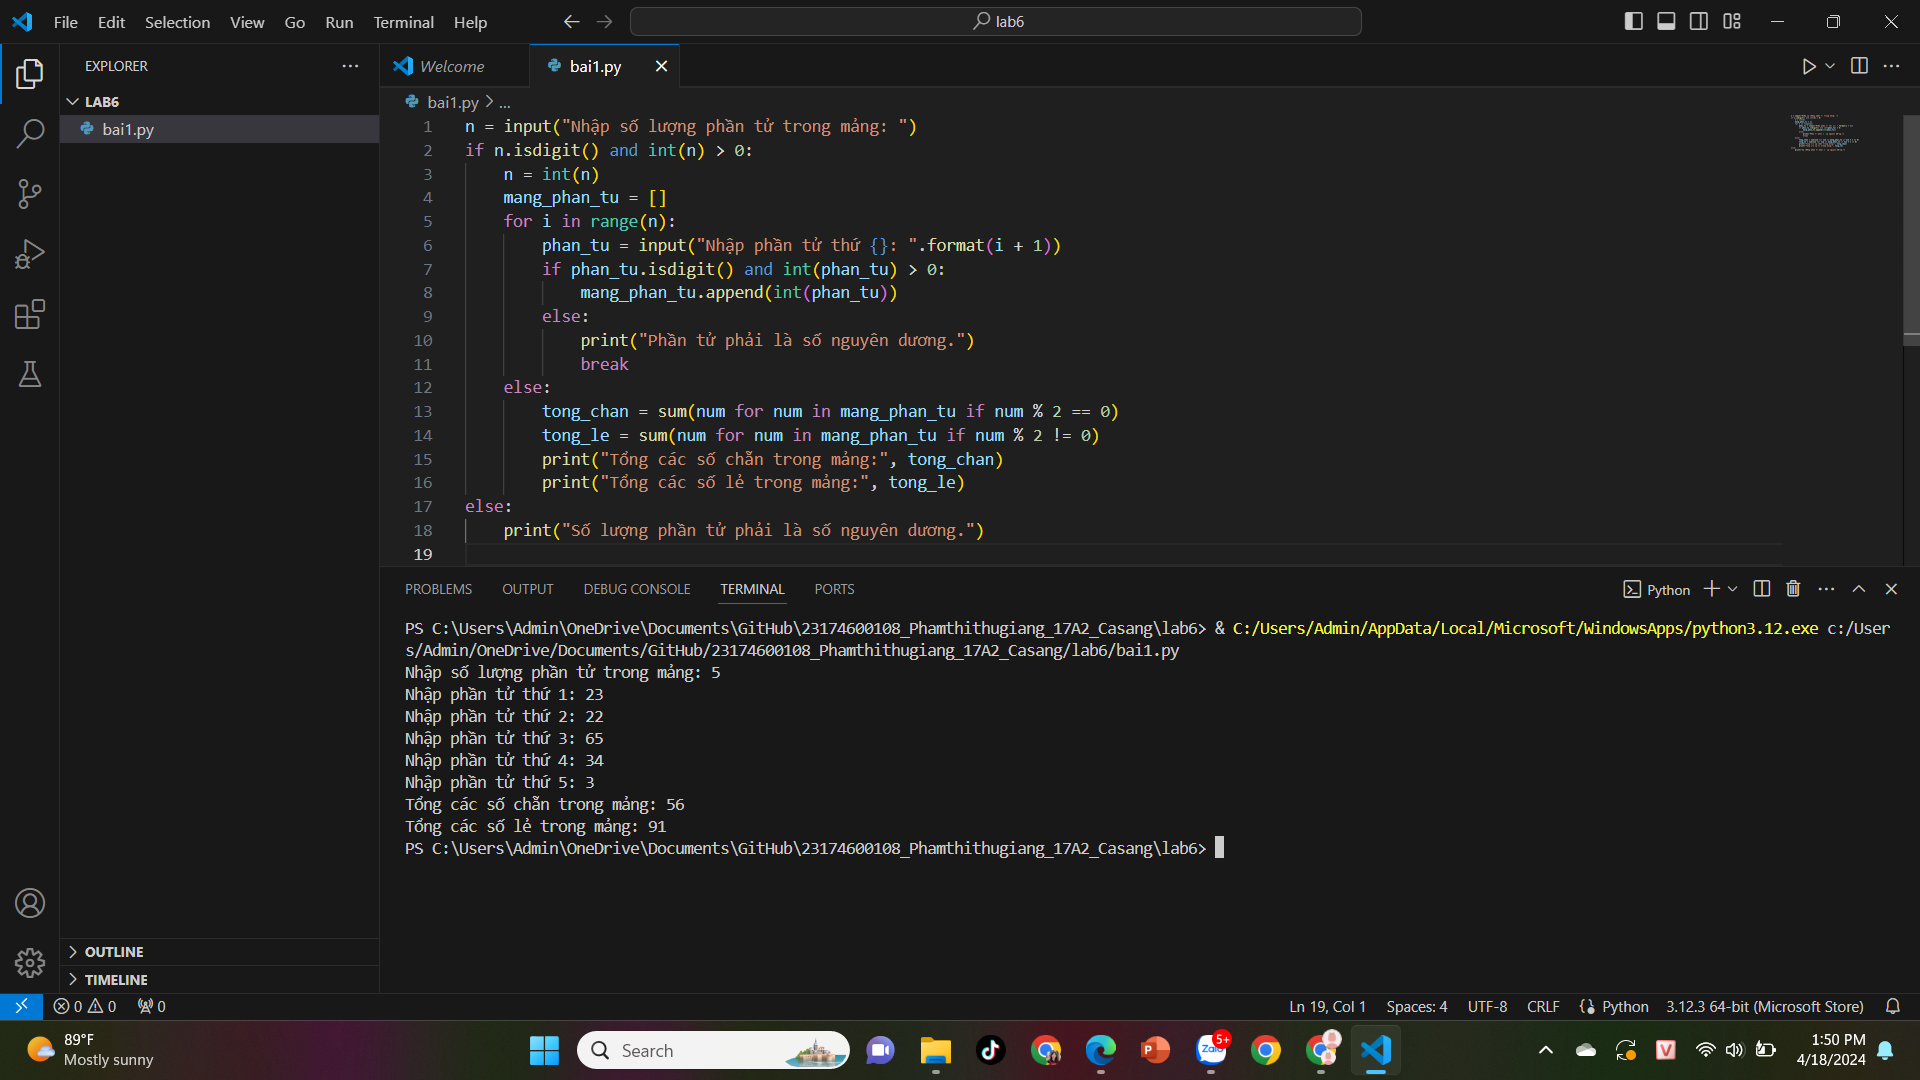 File Edit Selection View Go Run Terminal Help
lab6
EXPLORER
LAB6
bai1.py
OUTLINE
TIMELINE
Welcome
bai1.py
bai1.py > ...
1 n = input("Nhập số lượng phần tử trong mảng: ")
2 if n.isdigit() and int(n) > 0:
3     n = int(n)
4     mang_phan_tu = []
5     for i in range(n):
6         phan_tu = input("Nhập phần tử thứ {}: ".format(i + 1))
7         if phan_tu.isdigit() and int(phan_tu) > 0:
8             mang_phan_tu.append(int(phan_tu))
9         else:
10             print("Phần tử phải là số nguyên dương.")
11             break
12     else:
13         tong_chan = sum(num for num in mang_phan_tu if num % 2 == 0)
14         tong_le = sum(num for num in mang_phan_tu if num % 2 != 0)
15         print("Tổng các số chẵn trong mảng:", tong_chan)
16         print("Tổng các số lẻ trong mảng:", tong_le)
17 else:
18     print("Số lượng phần tử phải là số nguyên dương.")
19
PROBLEMS OUTPUT DEBUG CONSOLE TERMINAL PORTS
Python
PS C:\Users\Admin\OneDrive\Documents\GitHub\23174600108_Phamthithugiang_17A2_Casang\lab6> & C:/Users/Admin/AppData/Local/Microsoft/WindowsApps/python3.12.exe c:/User
s/Admin/OneDrive/Documents/GitHub/23174600108_Phamthithugiang_17A2_Casang/lab6/bai1.py
Nhập số lượng phần tử trong mảng: 5
Nhập phần tử thứ 1: 23
Nhập phần tử thứ 2: 22
Nhập phần tử thứ 3: 65
Nhập phần tử thứ 4: 34
Nhập phần tử thứ 5: 3
Tổng các số chẵn trong mảng: 56
Tổng các số lẻ trong mảng: 91
PS C:\Users\Admin\OneDrive\Documents\GitHub\23174600108_Phamthithugiang_17A2_Casang\lab6>
0 0 0
Ln 19, Col 1 Spaces: 4 UTF-8 CRLF Python 3.12.3 64-bit (Microsoft Store)
89°F
Mostly sunny
Search
Zalo
5+
1:50 PM
4/18/2024